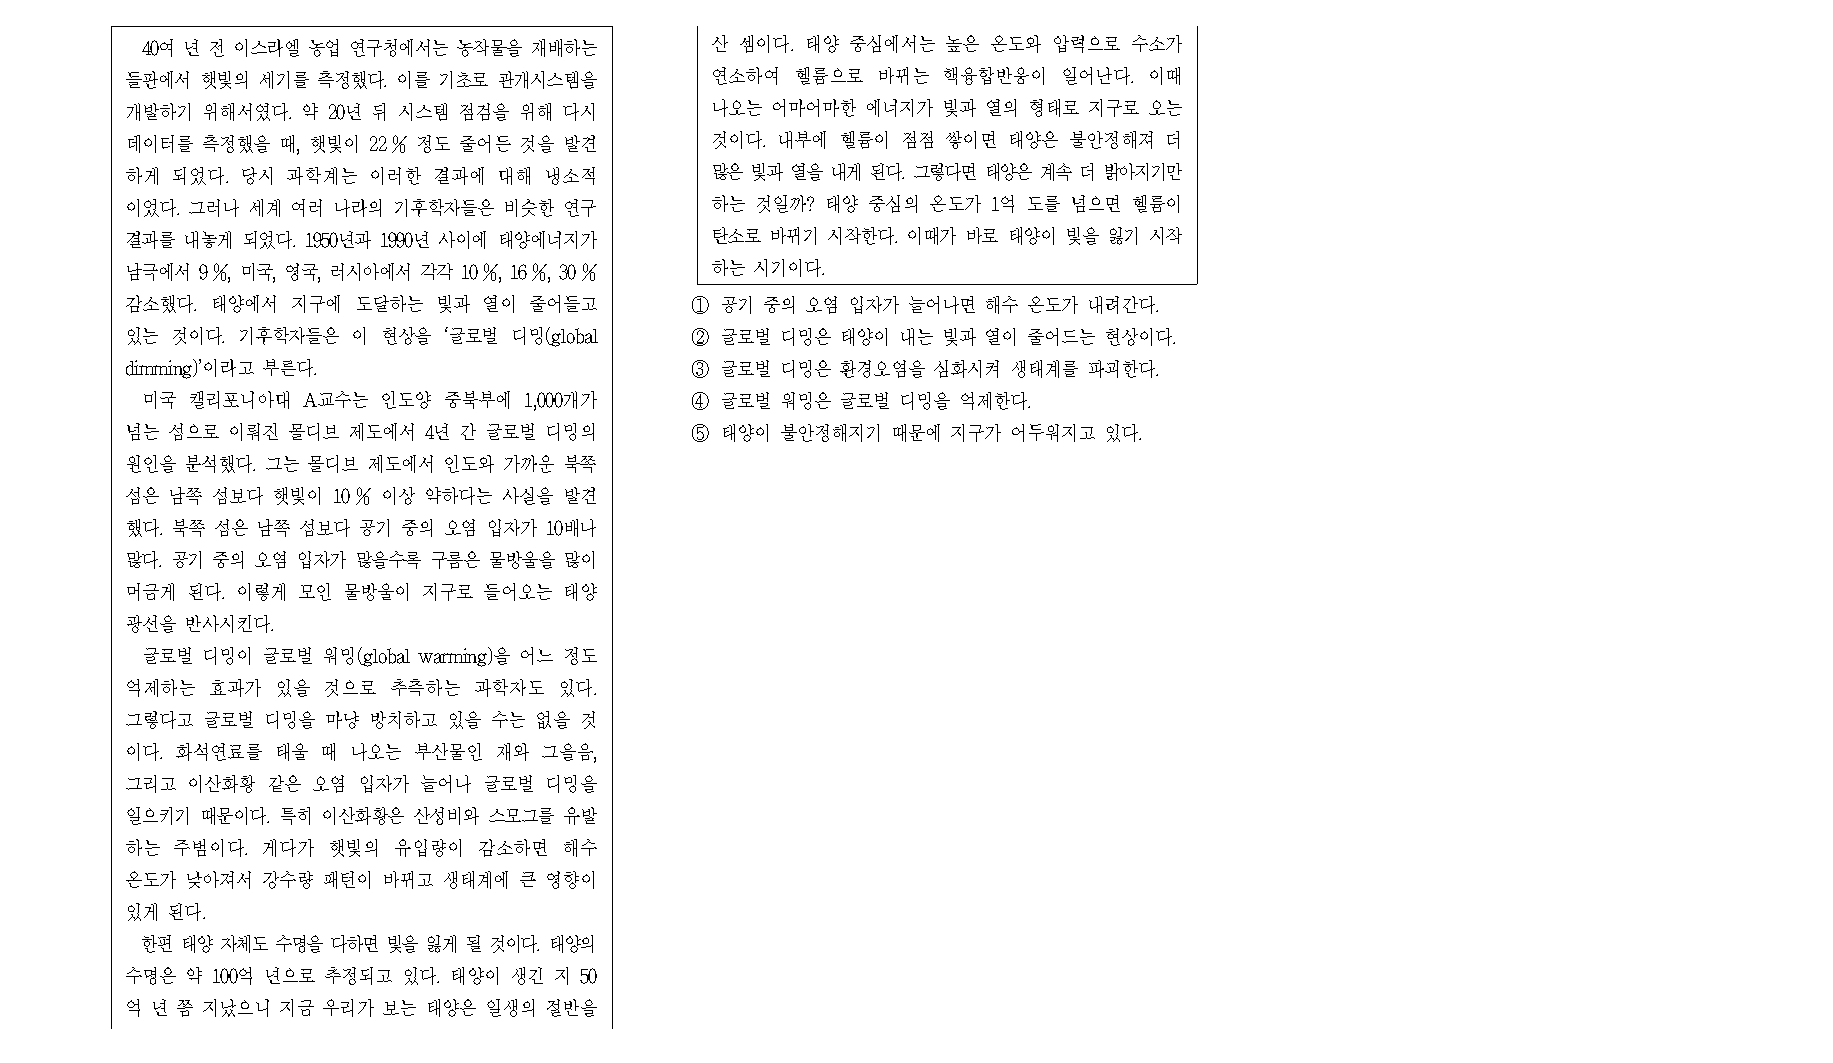 40여 년 전 이스라엘 농업 연구청에서는 농작물을 재배하는
들판에서 햇빛의 세기를 측정했다. 이를 기초로 관개시스템을
개발하기 위해서였다. 약 20년 뒤 시스템 점검을 위해 다시
데이터를 측정했을 때, 햇빛이 22 % 정도 줄어든 것을 발견
하게 되었다. 당시 과학계는 이러한 결과에 대해 냉소적
이었다. 그러나 세계 여러 나라의 기후학자들은 비슷한 연구
결과를 내놓게 되었다. 1950년과 1990년 사이에 태양에너지가
남극에서 9 %, 미국, 영국, 러시아에서 각각 10 %, 16 %, 30 %
감소했다. 태양에서 지구에 도달하는 빛과 열이 줄어들고
있는 것이다. 기후학자들은 이 현상을 ‘글로벌 디밍(global
dimming)’이라고 부른다.
미국 캘리포니아대 A교수는 인도양 중북부에 1,000개가
넘는 섬으로 이뤄진 몰디브 제도에서 4년 간 글로벌 디밍의
원인을 분석했다. 그는 몰디브 제도에서 인도와 가까운 북쪽
섬은 남쪽 섬보다 햇빛이 10 % 이상 약하다는 사실을 발견
했다. 북쪽 섬은 남쪽 섬보다 공기 중의 오염 입자가 10배나
많다. 공기 중의 오염 입자가 많을수록 구름은 물방울을 많이
머금게 된다. 이렇게 모인 물방울이 지구로 들어오는 태양
광선을 반사시킨다.
글로벌 디밍이 글로벌 워밍(global warming)을 어느 정도
억제하는 효과가 있을 것으로 추측하는 과학자도 있다.
그렇다고 글로벌 디밍을 마냥 방치하고 있을 수는 없을 것
이다. 화석연료를 태울 때 나오는 부산물인 재와 그을음,
그리고 이산화황 같은 오염 입자가 늘어나 글로벌 디밍을
일으키기 때문이다. 특히 이산화황은 산성비와 스모그를 유발
하는 주범이다. 게다가 햇빛의 유입량이 감소하면 해수
온도가 낮아져서 강수량 패턴이 바뀌고 생태계에 큰 영향이
있게 된다.
한편 태양 자체도 수명을 다하면 빛을 잃게 될 것이다. 태양의
수명은 약 100억 년으로 추정되고 있다. 태양이 생긴 지 50
억 년 쯤 지났으니 지금 우리가 보는 태양은 일생의 절반을
산 셈이다. 태양 중심에서는 높은 온도와 압력으로 수소가
연소하여 헬륨으로 바뀌는 핵융합반응이 일어난다. 이때
나오는 어마어마한 에너지가 빛과 열의 형태로 지구로 오는
것이다. 내부에 헬륨이 점점 쌓이면 태양은 불안정해져 더
많은 빛과 열을 내게 된다. 그렇다면 태양은 계속 더 밝아지기만
하는 것일까? 태양 중심의 온도가 1억 도를 넘으면 헬륨이
탄소로 바뀌기 시작한다. 이때가 바로 태양이 빛을 잃기 시작
하는 시기이다.
① 공기 중의 오염 입자가 늘어나면 해수 온도가 내려간다.
② 글로벌 디밍은 태양이 내는 빛과 열이 줄어드는 현상이다.
③ 글로벌 디밍은 환경오염을 심화시켜 생태계를 파괴한다.
④ 글로벌 워밍은 글로벌 디밍을 억제한다.
⑤ 태양이 불안정해지기 때문에 지구가 어두워지고 있다.